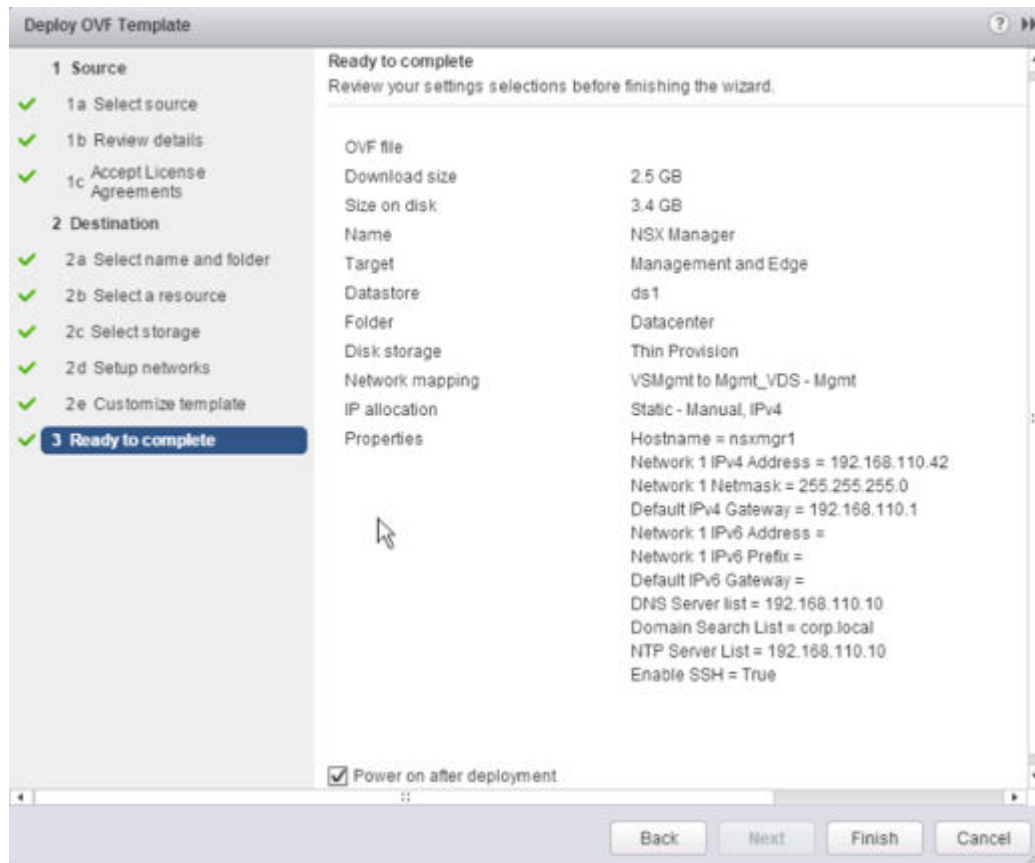 Deploy OVF Template
?
1 Source
1a Select source
1b Review details
1c Accept License
Agreements
2 Destination
2a Select name and folder
2b Select a resource
2c Select storage
2d Setup networks
2e Customize template
3 Ready to complete
Ready to complete
Review your settings selections before finishing the wizard.
OVF file
Download size 2.5 GB
Size on disk 3.4 GB
Name NSX Manager
Target Management and Edge
Datastore ds1
Folder Datacenter
Disk storage Thin Provision
Network mapping VSMgmt to Mgmt_VDS - Mgmt
IP allocation Static - Manual, IPv4
Properties Hostname = nsxmgr1
Network 1 IPv4 Address = 192.168.110.42
Network 1 Netmask = 255.255.255.0
Default IPv4 Gateway = 192.168.110.1
Network 1 IPv6 Address =
Network 1 IPv6 Prefix =
Default IPv6 Gateway =
DNS Server list = 192.168.110.10
Domain Search List = corp.local
NTP Server List = 192.168.110.10
Enable SSH = True
Power on after deployment
Back Next Finish Cancel